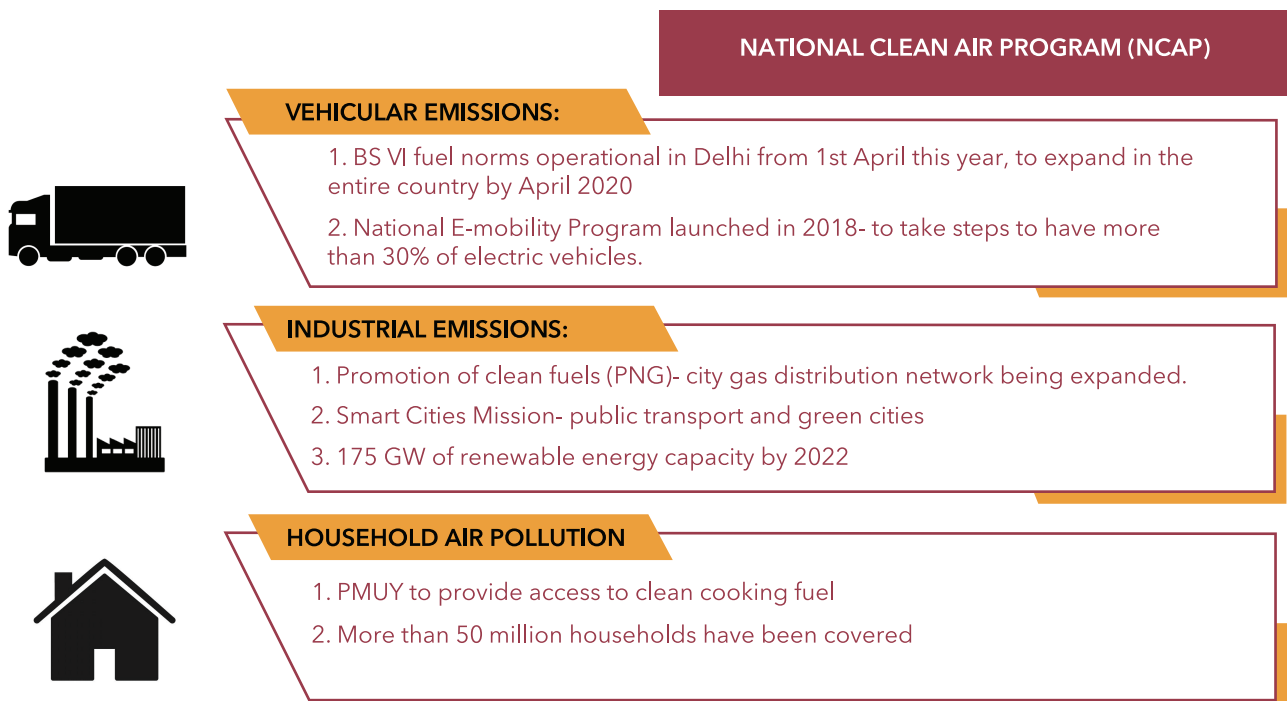 NATIONAL CLEAN AIR PROGRAM (NCAP)
VEHICULAR EMISSIONS:
1. BS VI fuel norms operational in Delhi from 1st April this year, to expand in the
entire country by April 2020
2. National E-mobility Program launched in 2018- to take steps to have more
than 30% of electric vehicles.
INDUSTRIAL EMISSIONS:
1. Promotion of clean fuels (PNG)- city gas distribution network being expanded.
2. Smart Cities Mission- public transport and green cities
3. 175 GW of renewable energy capacity by 2022
HOUSEHOLD AIR POLLUTION
1. PMUY to provide access to clean cooking fuel
2. More than 50 million households have been covered